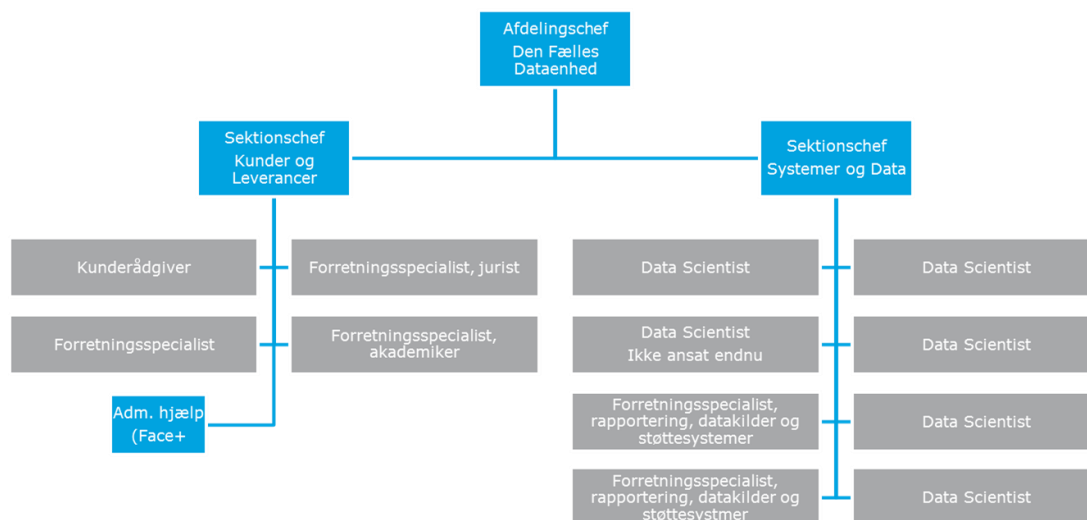 Afdelingschef
Den Fælles
Dataenhed
Sektionschef
Kunder og
Leverancer
Sektionschef
Systemer og Data
Kunderådgiver
Forretningsspecialist, jurist
Data Scientist
Data Scientist
Forretningsspecialist
Forretningsspecialist,
akademiker
Data Scientist
Ikke ansat endnu
Data Scientist
Adm. hjælp
(Face+
Forretningsspecialist,
rapportering, datakilder og
støttesystemer
Data Scientist
Forretningsspecialist,
rapportering, datakilder og
støttesystmer
Data Scientist